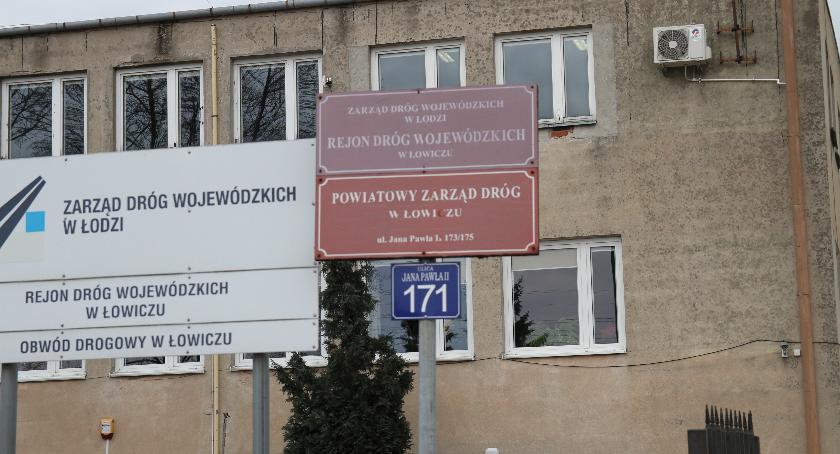 ZARZĄD DRÓG WOJEWÓDZKICH
W ŁODZI
REJON DRÓG WOJEWÓDZKICH
W ŁOWICZU
OBWÓD DROGOWY W ŁOWICZU
ZARZĄD DRÓG WOJEWÓDZKICH
W ŁODZI
REJON DRÓG WOJEWÓDZKICH
W ŁOWICZU
POWIATOWY ZARZĄD DRÓG
W ŁOWICZU
ul. Jana Pawła I. 173/175
ULICA
JANA PAWŁA II
171